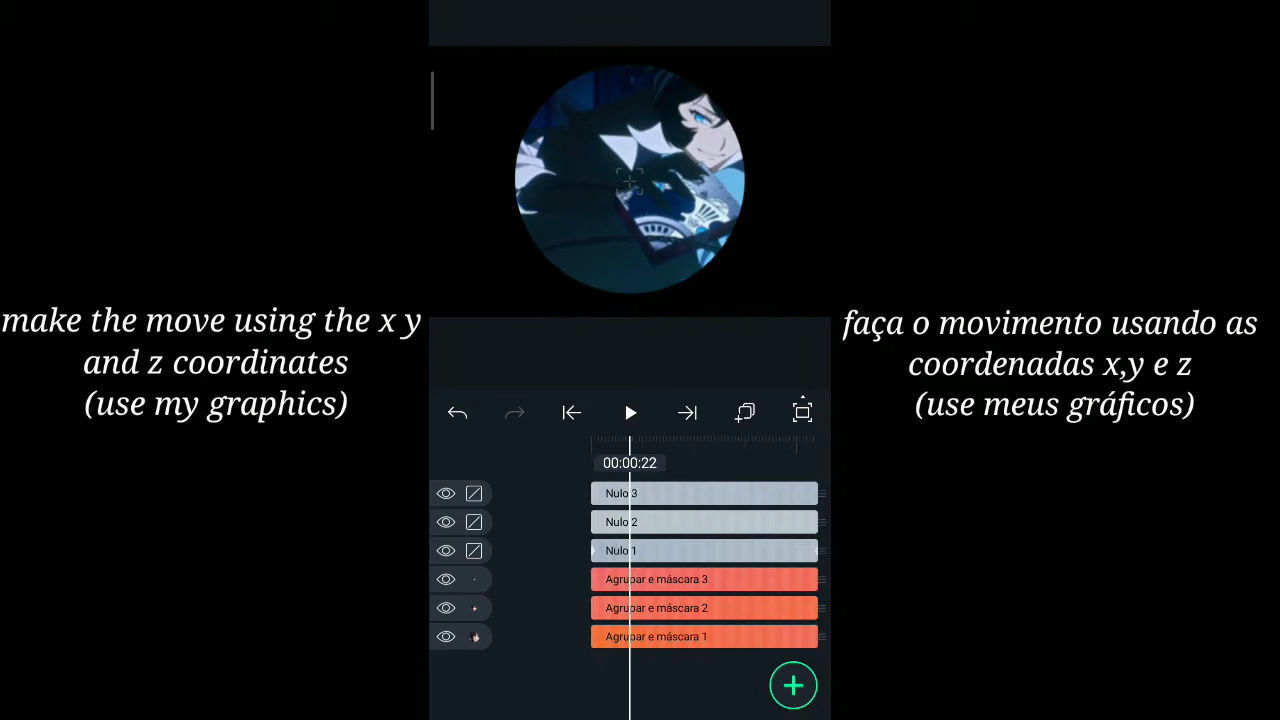 make the move using the x y
and z coordinates
(use my graphics)
faça o movimento usando as
coordenadas x,y e z
(use meus gráficos)
00:00:22
Nulo 3
Nulo 2
Nulo 1
Agrupar e máscara 3
Agrupar e máscara 2
Agrupar e máscara 1